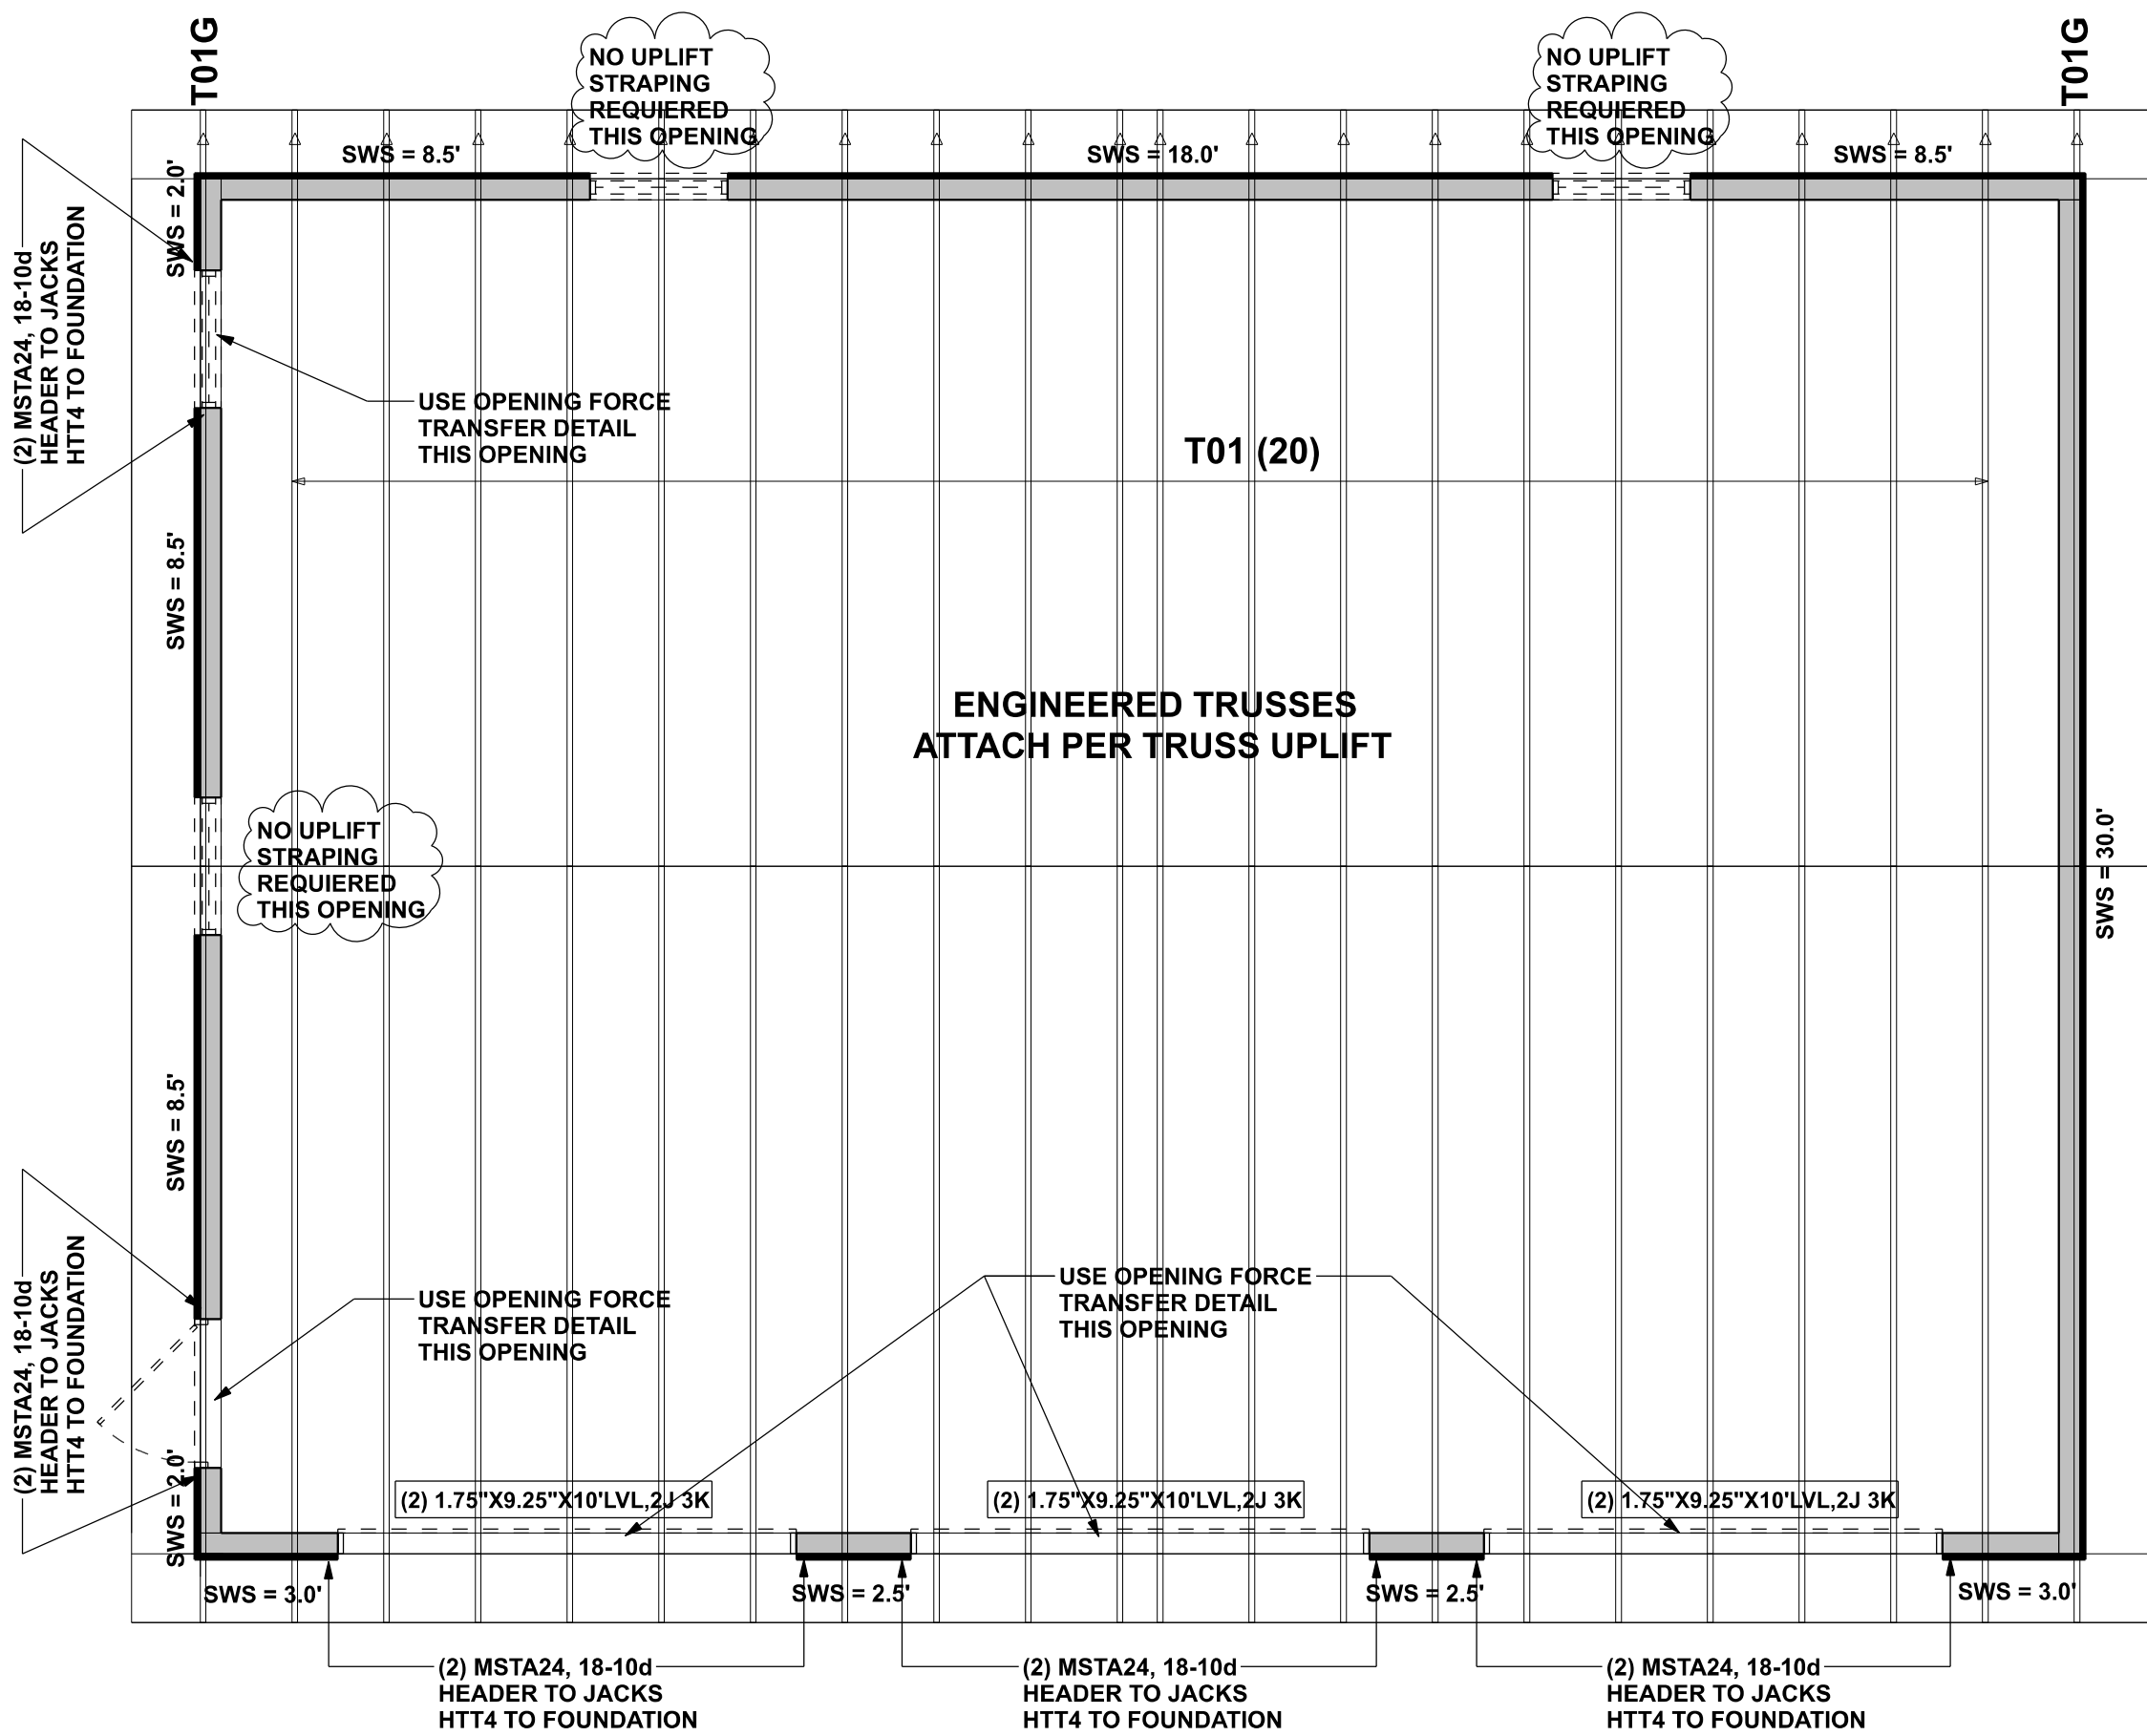 T01G
T01G
NO UPLIFT
STRAPING
REQUIERED
THIS OPENING
NO UPLIFT
STRAPING
REQUIERED
THIS OPENING
SWS = 8.5'
SWS = 18.0'
SWS = 8.5'
SWS = 2.0'
(2) MSTA24, 18-10d
HEADER TO JACKS
HTT4 TO FOUNDATION
USE OPENING FORCE
TRANSFER DETAIL
THIS OPENING
T01 (20)
SWS = 8.5'
ENGINEERED TRUSSES
ATTACH PER TRUSS UPLIFT
NO UPLIFT
STRAPING
REQUIERED
THIS OPENING
SWS = 30.0'
SWS = 8.5'
(2) MSTA24, 18-10d
HEADER TO JACKS
HTT4 TO FOUNDATION
USE OPENING FORCE
TRANSFER DETAIL
THIS OPENING
USE OPENING FORCE
TRANSFER DETAIL
THIS OPENING
SWS = 2.0'
(2) 1.75"X9.25"X10'LVL,2J 3K
(2) 1.75"X9.25"X10'LVL,2J 3K
(2) 1.75"X9.25"X10'LVL,2J 3K
SWS = 3.0'
SWS = 2.5'
SWS = 2.5'
SWS = 3.0'
(2) MSTA24, 18-10d
HEADER TO JACKS
HTT4 TO FOUNDATION
(2) MSTA24, 18-10d
HEADER TO JACKS
HTT4 TO FOUNDATION
(2) MSTA24, 18-10d
HEADER TO JACKS
HTT4 TO FOUNDATION